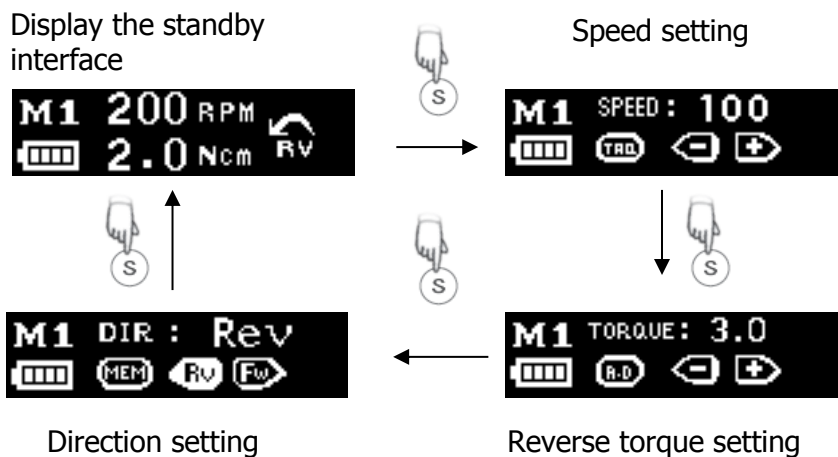 Display the standby
interface
Speed setting
S
M1 200 RPM
2.0 Ncm RV
M1 SPEED: 100
TRQ - +
S
S
S
M1 DIR : Rev
MEM Rv Fw
M1 TORQUE: 3.0
R.D - +
Direction setting
Reverse torque setting